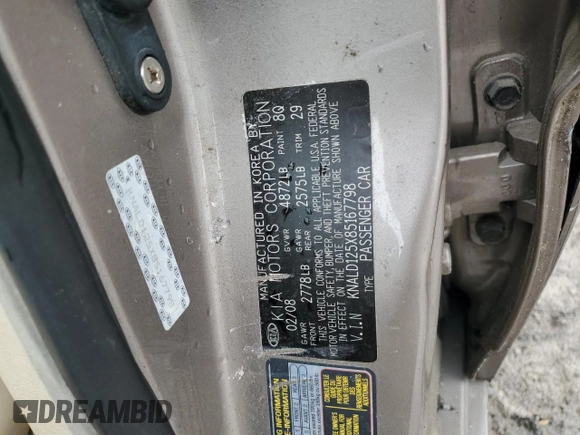 MANUFACTURED IN KOREA BY
KIA KIA MOTORS CORPORATION
02/08 GVWR 4872LB PAINT 8Q
GAWR FRONT 2778LB GAWR REAR 2575LB TRIM 29
THIS VEHICLE CONFORMS TO ALL APPLICABLE U.S.A. FEDERAL
MOTOR VEHICLE SAFETY, BUMPER, AND THEFT PREVENTION STANDARDS
IN EFFECT ON THE DATE OF MANUFACTURE SHOWN ABOVE
V.I.N KNALD125X85167798
TYPE PASSENGER CAR
DREAMBID